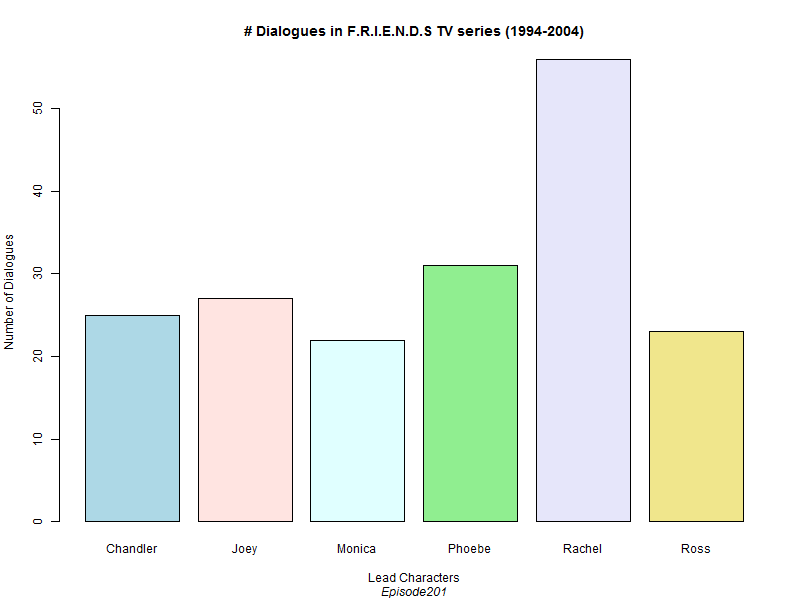 # Dialogues in F.R.I.E.N.D.S TV series (1994-2004)
50
40
30
20
10
0
Number of Dialogues
Chandler Joey Monica Phoebe Rachel Ross
Lead Characters
Episode201